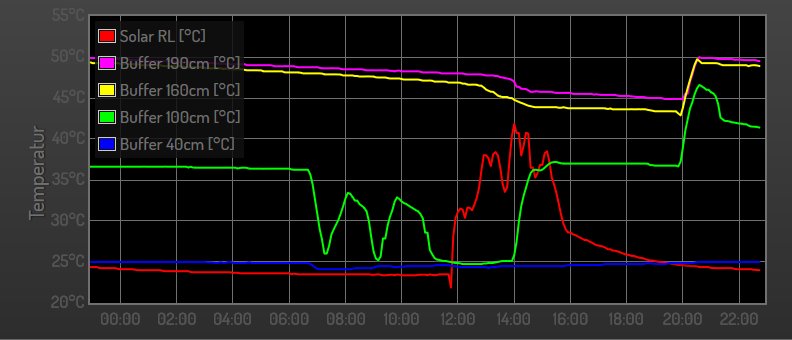 55°C
50°C
45°C
40°C
35°C
30°C
25°C
20°C
Temperatur
Solar RL [°C]
Buffer 190cm [°C]
Buffer 160cm [°C]
Buffer 100cm [°C]
Buffer 40cm [°C]
00:00 02:00 04:00 06:00 08:00 10:00 12:00 14:00 16:00 18:00 20:00 22:00